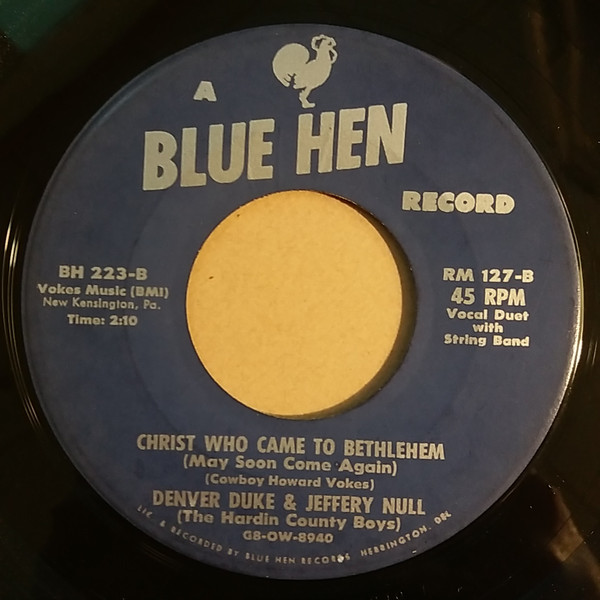 A
BLUE HEN
RECORD
BH 223-B
Vokes Music (BMI)
New Kensington, Pa.
Time: 2:10
RM 127-B
45 RPM
Vocal Duet
with
String Band
CHRIST WHO CAME TO BETHLEHEM
(May Soon Come Again)
(Cowboy Howard Vokes)
DENVER DUKE & JEFFERY NULL
(The Hardin County Boys)
G8-OW-8940
LIC. & RECORDED BY BLUE HEN RECORDS HERRINGTON, DEL